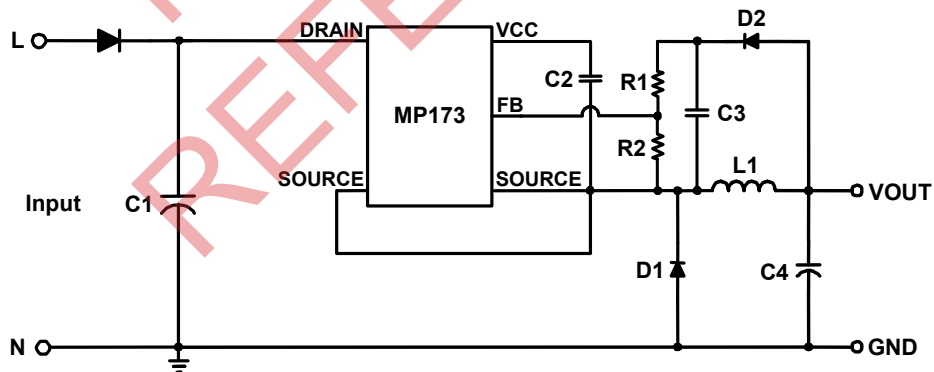 D2
L
DRAIN
VCC
C2
R1
C3
MP173
FB
R2
SOURCE
SOURCE
L1
Input
C1
VOUT
D1
C4
N
GND
REFE